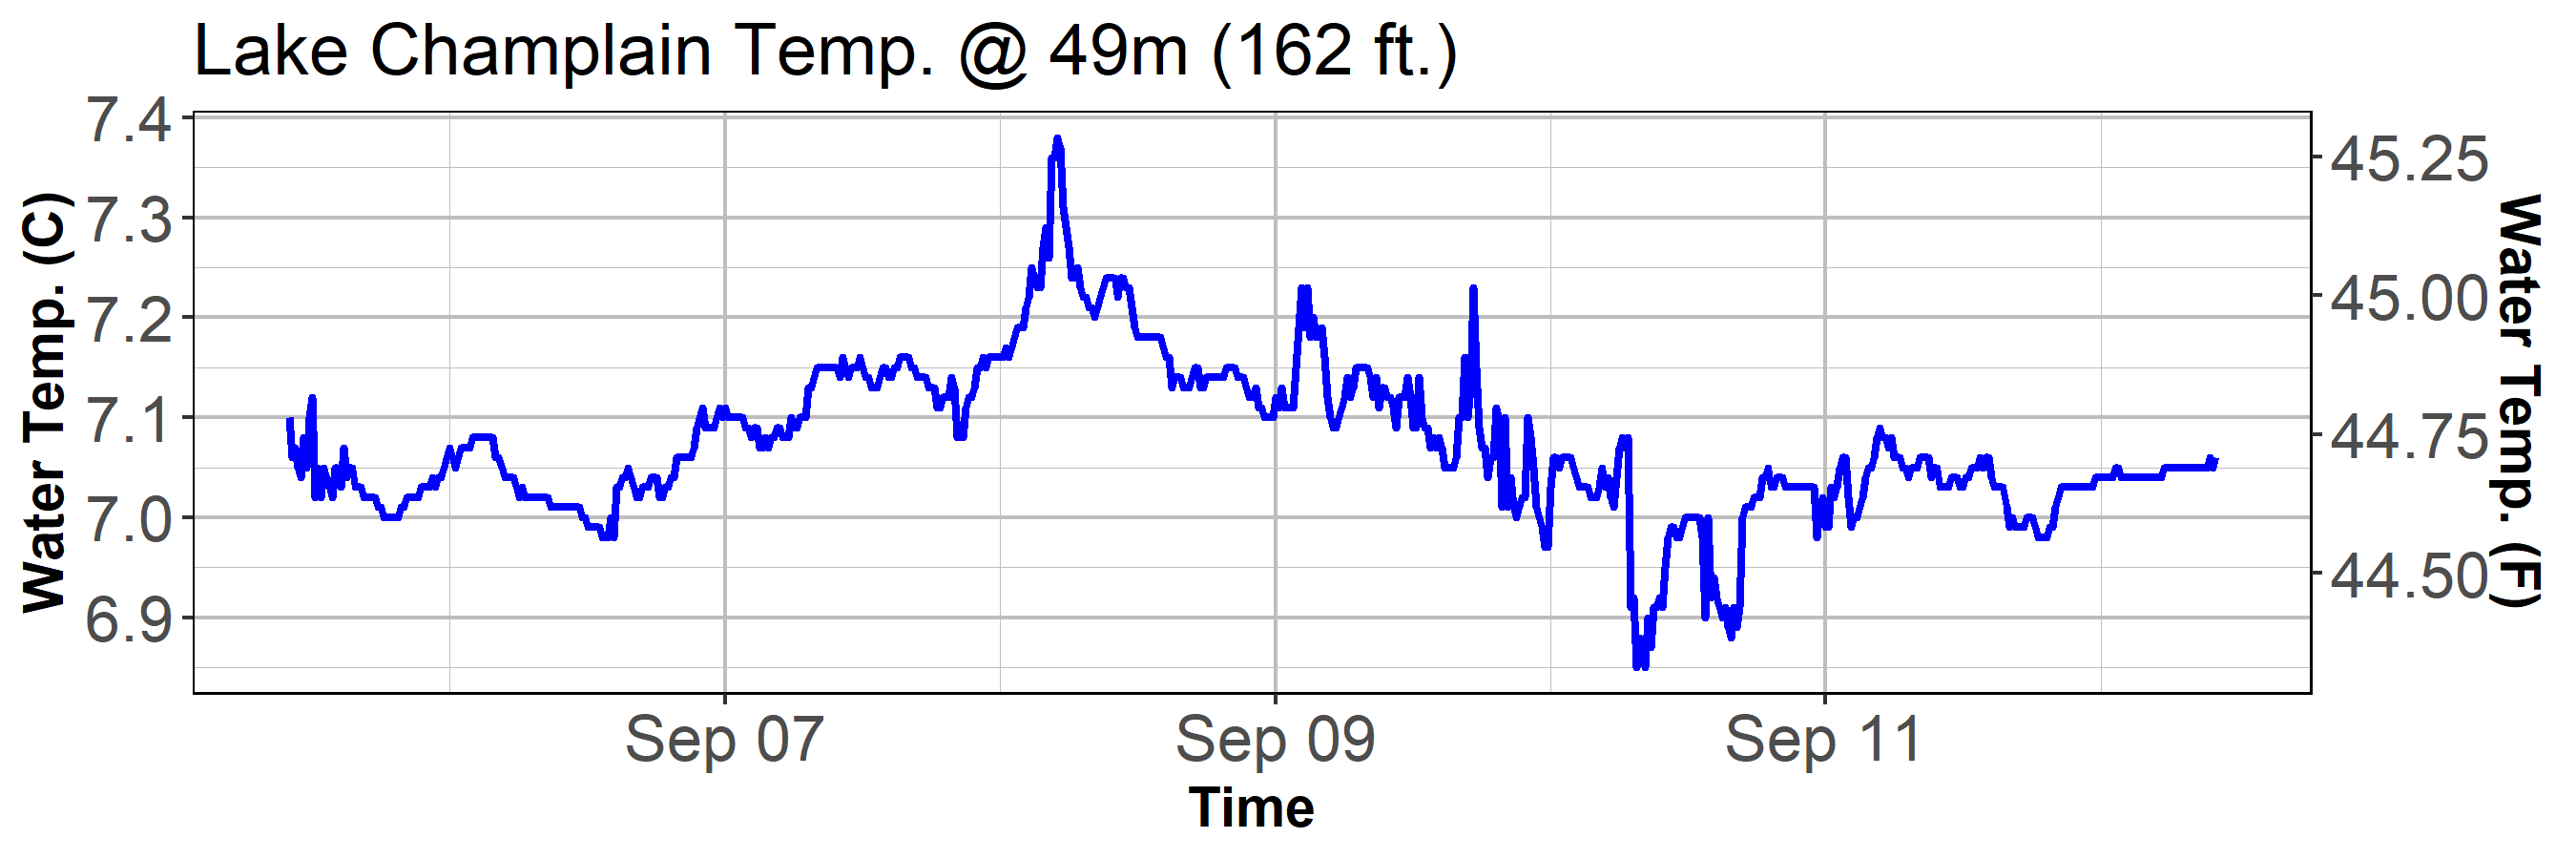 Lake Champlain Temp. @ 49m (162 ft.)
Water Temp. (C)
7.4
7.3
7.2
7.1
7.0
6.9
45.25
45.00
44.75
44.50
Water Temp. (F)
Sep 07 Sep 09 Sep 11
Time